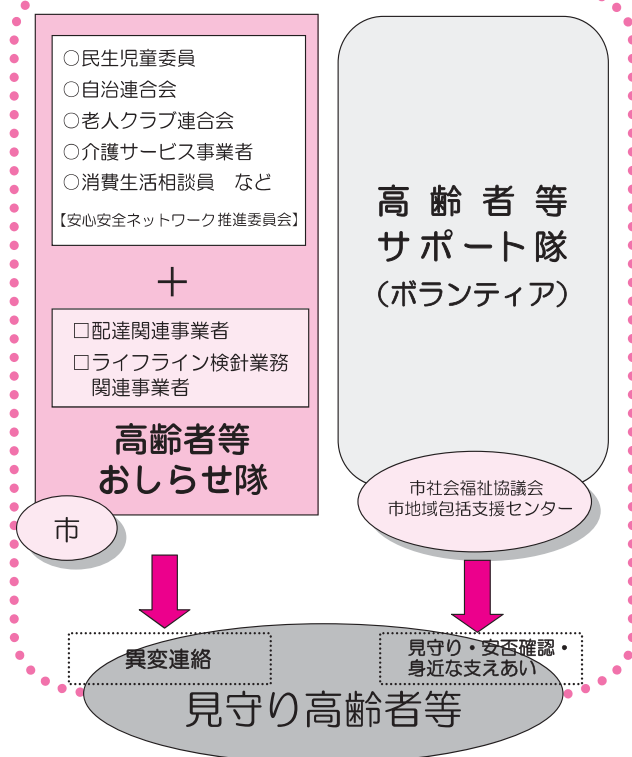 ○民生児童委員
○自治連合会
○老人クラブ連合会
○介護サービス事業者
○消費生活相談員　など
【安心安全ネットワーク推進委員会】
＋
□配達関連事業者
□ライフライン検針業務
関連事業者
高齢者等
おしらせ隊
市
高齢者等
サポート隊
（ボランティア）
市社会福祉協議会
市地域包括支援センター
異変連絡
見守り・安否確認・
身近な支えあい
見守り高齢者等